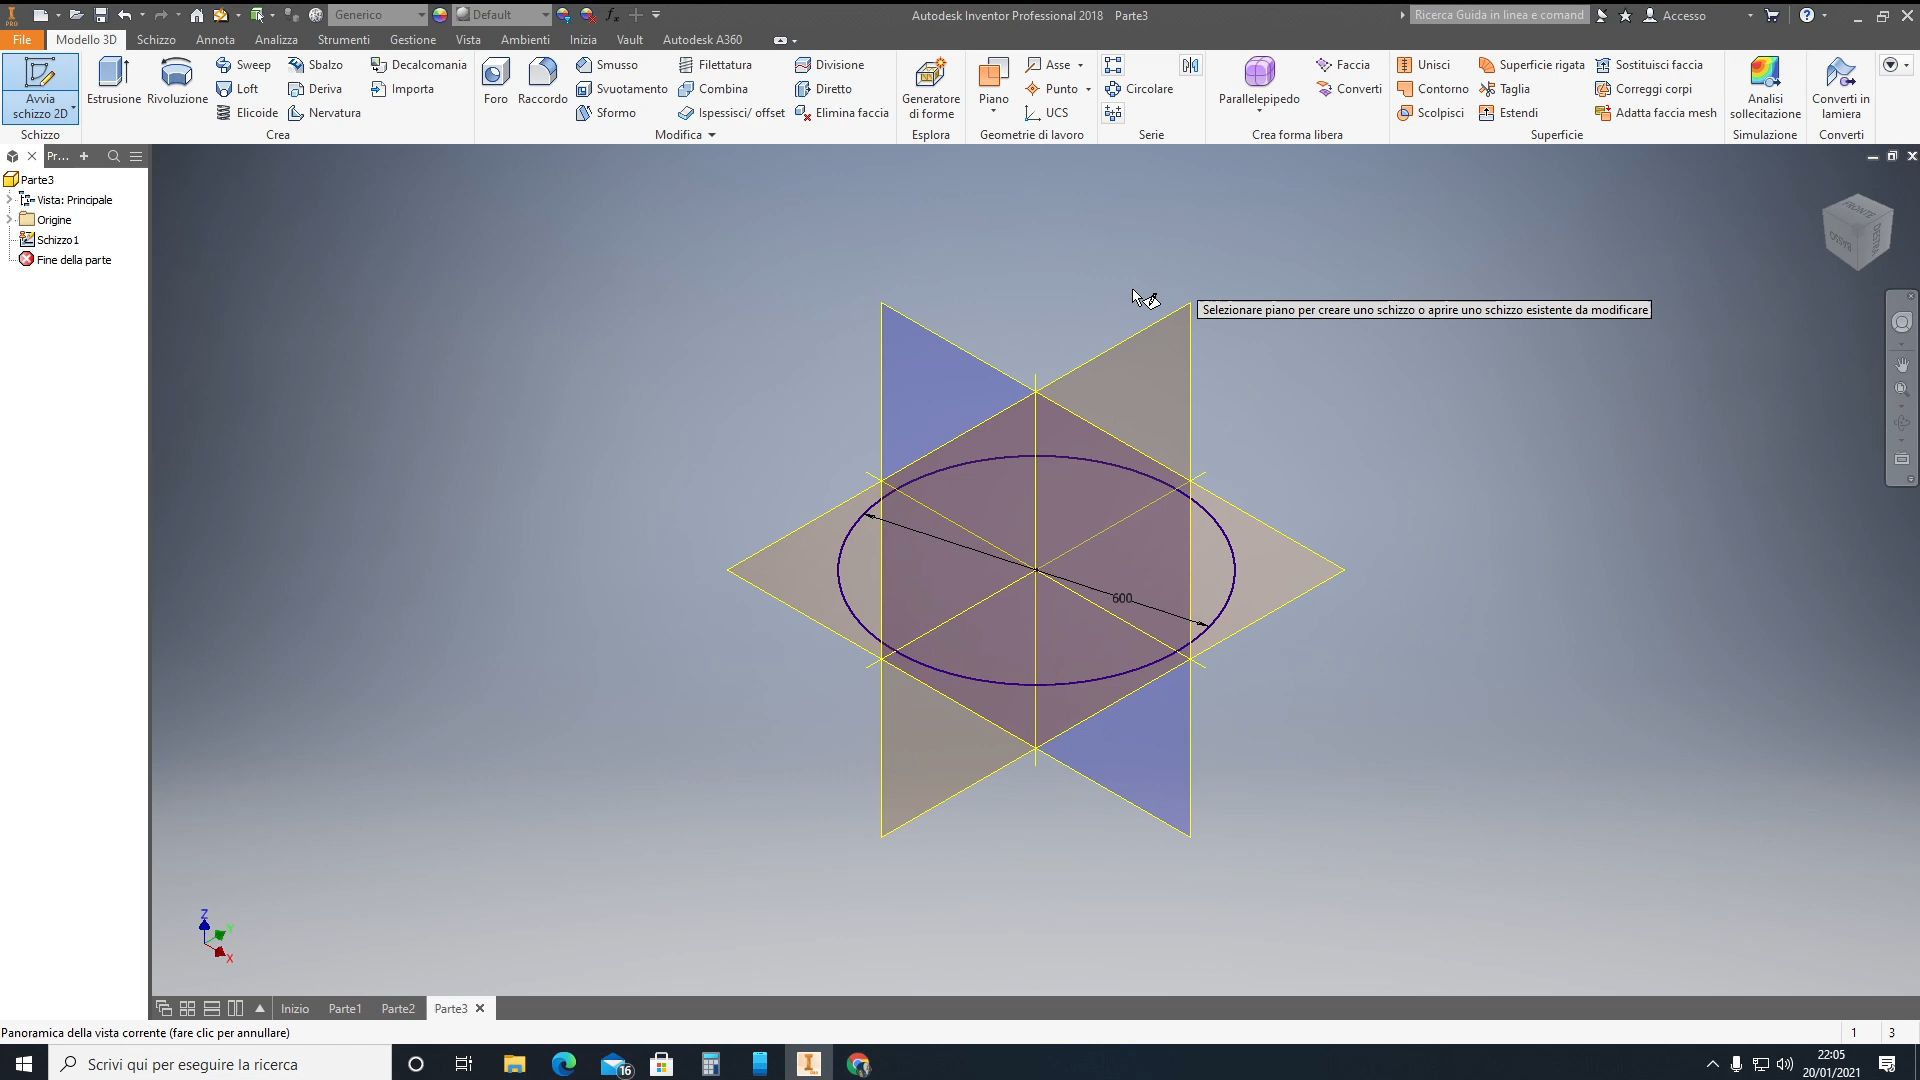 Generico
Default
Autodesk Inventor Professional 2018 Parte3
Ricerca Guida in linea e comand
Accesso
File Modello 3D Schizzo Annota Analizza Strumenti Gestione Vista Ambienti Inizia Vault Autodesk A360
Avvia
schizzo 2D
Schizzo
Estrusione
Rivoluzione
Sweep
Loft
Elicoide
Sbalzo
Deriva
Nervatura
Decalcomania
Importa
Crea
Foro
Raccordo
Smusso
Svuotamento
Sformo
Filettatura
Combina
Ispessisci/ offset
Divisione
Diretto
Elimina faccia
Modifica
Generatore
di forme
Esplora
Piano
Asse
Punto
UCS
Geometrie di lavoro
Circolare
Serie
Parallelepipedo
Faccia
Converti
Crea forma libera
Unisci
Contorno
Scolpisci
Superficie rigata
Taglia
Estendi
Sostituisci faccia
Correggi corpi
Adatta faccia mesh
Superficie
Analisi
sollecitazione
Simulazione
Converti in
lamiera
Converti
Pr...
Parte3
Vista: Principale
Origine
Schizzo1
Fine della parte
FRONTE
BASSO
Selezionare piano per creare uno schizzo o aprire uno schizzo esistente da modificare
600
Z
Y
X
Inizio Parte1 Parte2 Parte3
Panoramica della vista corrente (fare clic per annullare)
1 3
Scrivi qui per eseguire la ricerca
16
22:05
20/01/2021